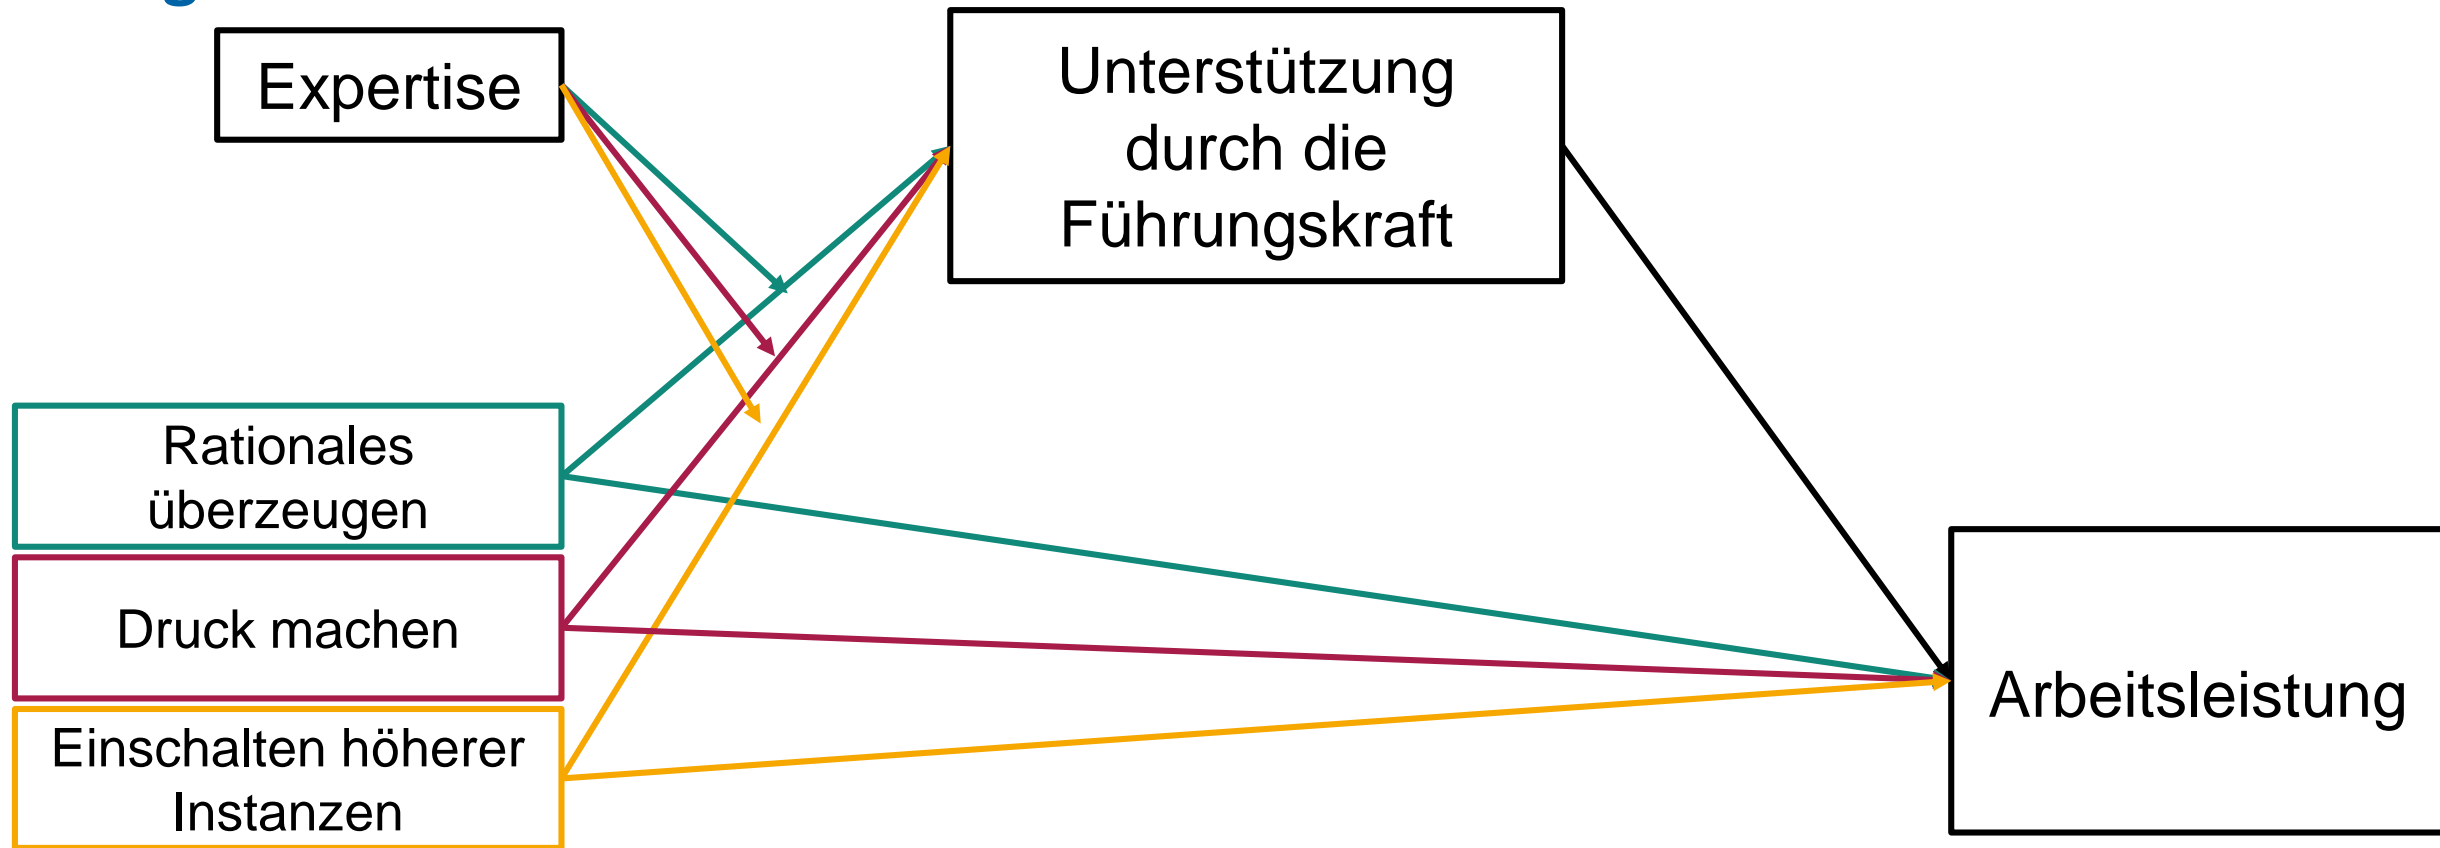 Expertise
Unterstützung
durch die
Führungskraft
Rationales
überzeugen
Druck machen
Einschalten höherer
Instanzen
Arbeitsleistung